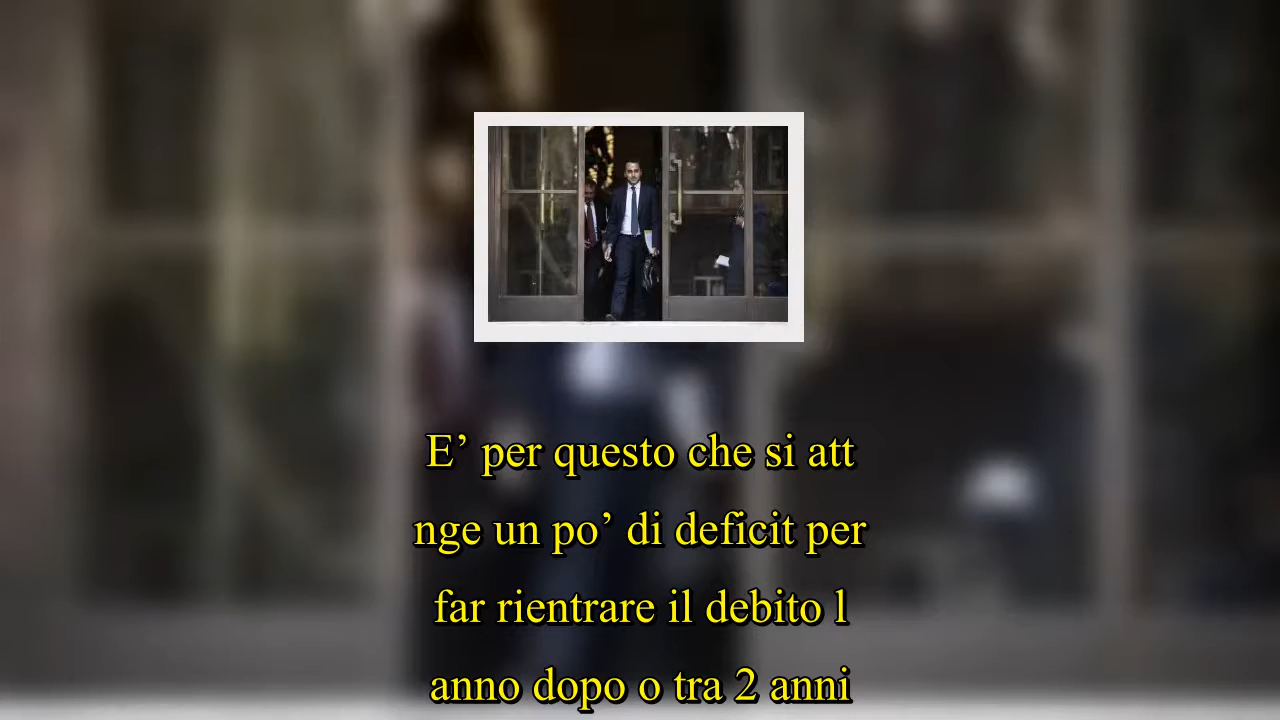 E’ per questo che si att
nge un po’ di deficit per
far rientrare il debito l
anno dopo o tra 2 anni